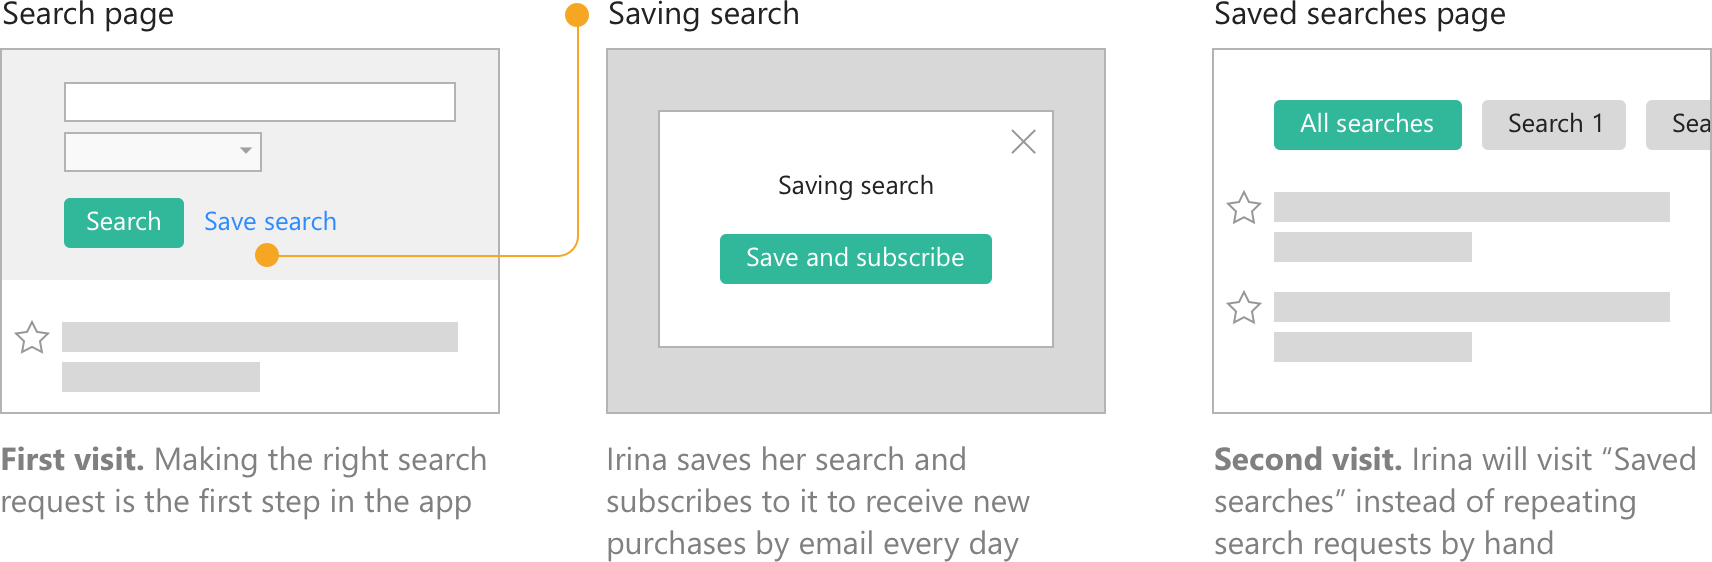 Search page
Search
Save search
First visit. Making the right search
request is the first step in the app
Saving search
Saving search
Save and subscribe
Irina saves her search and
subscribes to it to receive new
purchases by email every day
Saved searches page
All searches
Search 1
Sea
Second visit. Irina will visit “Saved
searches” instead of repeating
search requests by hand